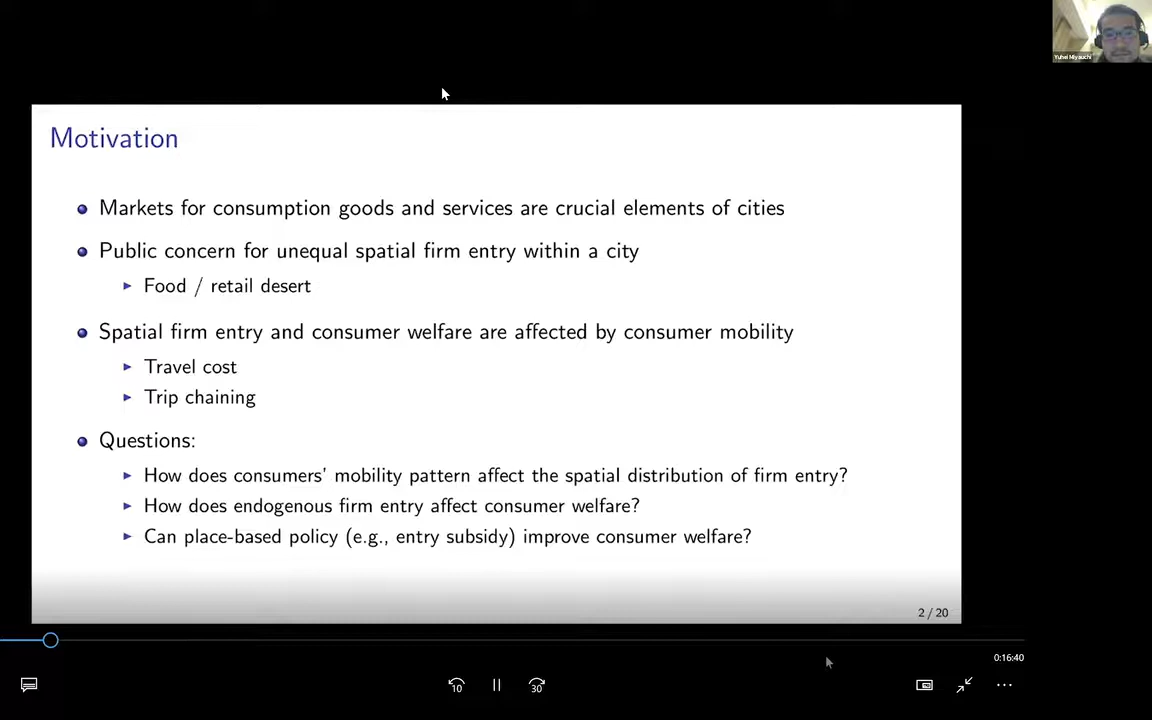 Yuhei Miyauchi
Motivation
Markets for consumption goods and services are crucial elements of cities
Public concern for unequal spatial firm entry within a city
Food / retail desert
Spatial firm entry and consumer welfare are affected by consumer mobility
Travel cost
Trip chaining
Questions:
How does consumers' mobility pattern affect the spatial distribution of firm entry?
How does endogenous firm entry affect consumer welfare?
Can place-based policy (e.g., entry subsidy) improve consumer welfare?
2 / 20
0:16:40
10
30